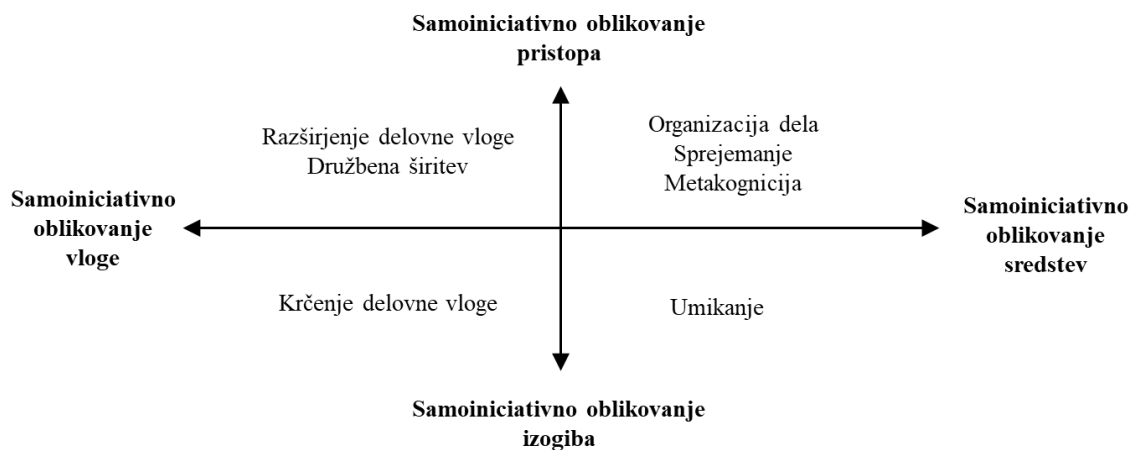 Samoiniciativno oblikovanje
pristopa
Razširjenje delovne vloge
Družbena širitev
Organizacija dela
Sprejemanje
Metakognicija
Samoiniciativno
oblikovanje
vloge
Samoiniciativno
oblikovanje
sredstev
Krčenje delovne vloge
Umikanje
Samoiniciativno oblikovanje
izogiba